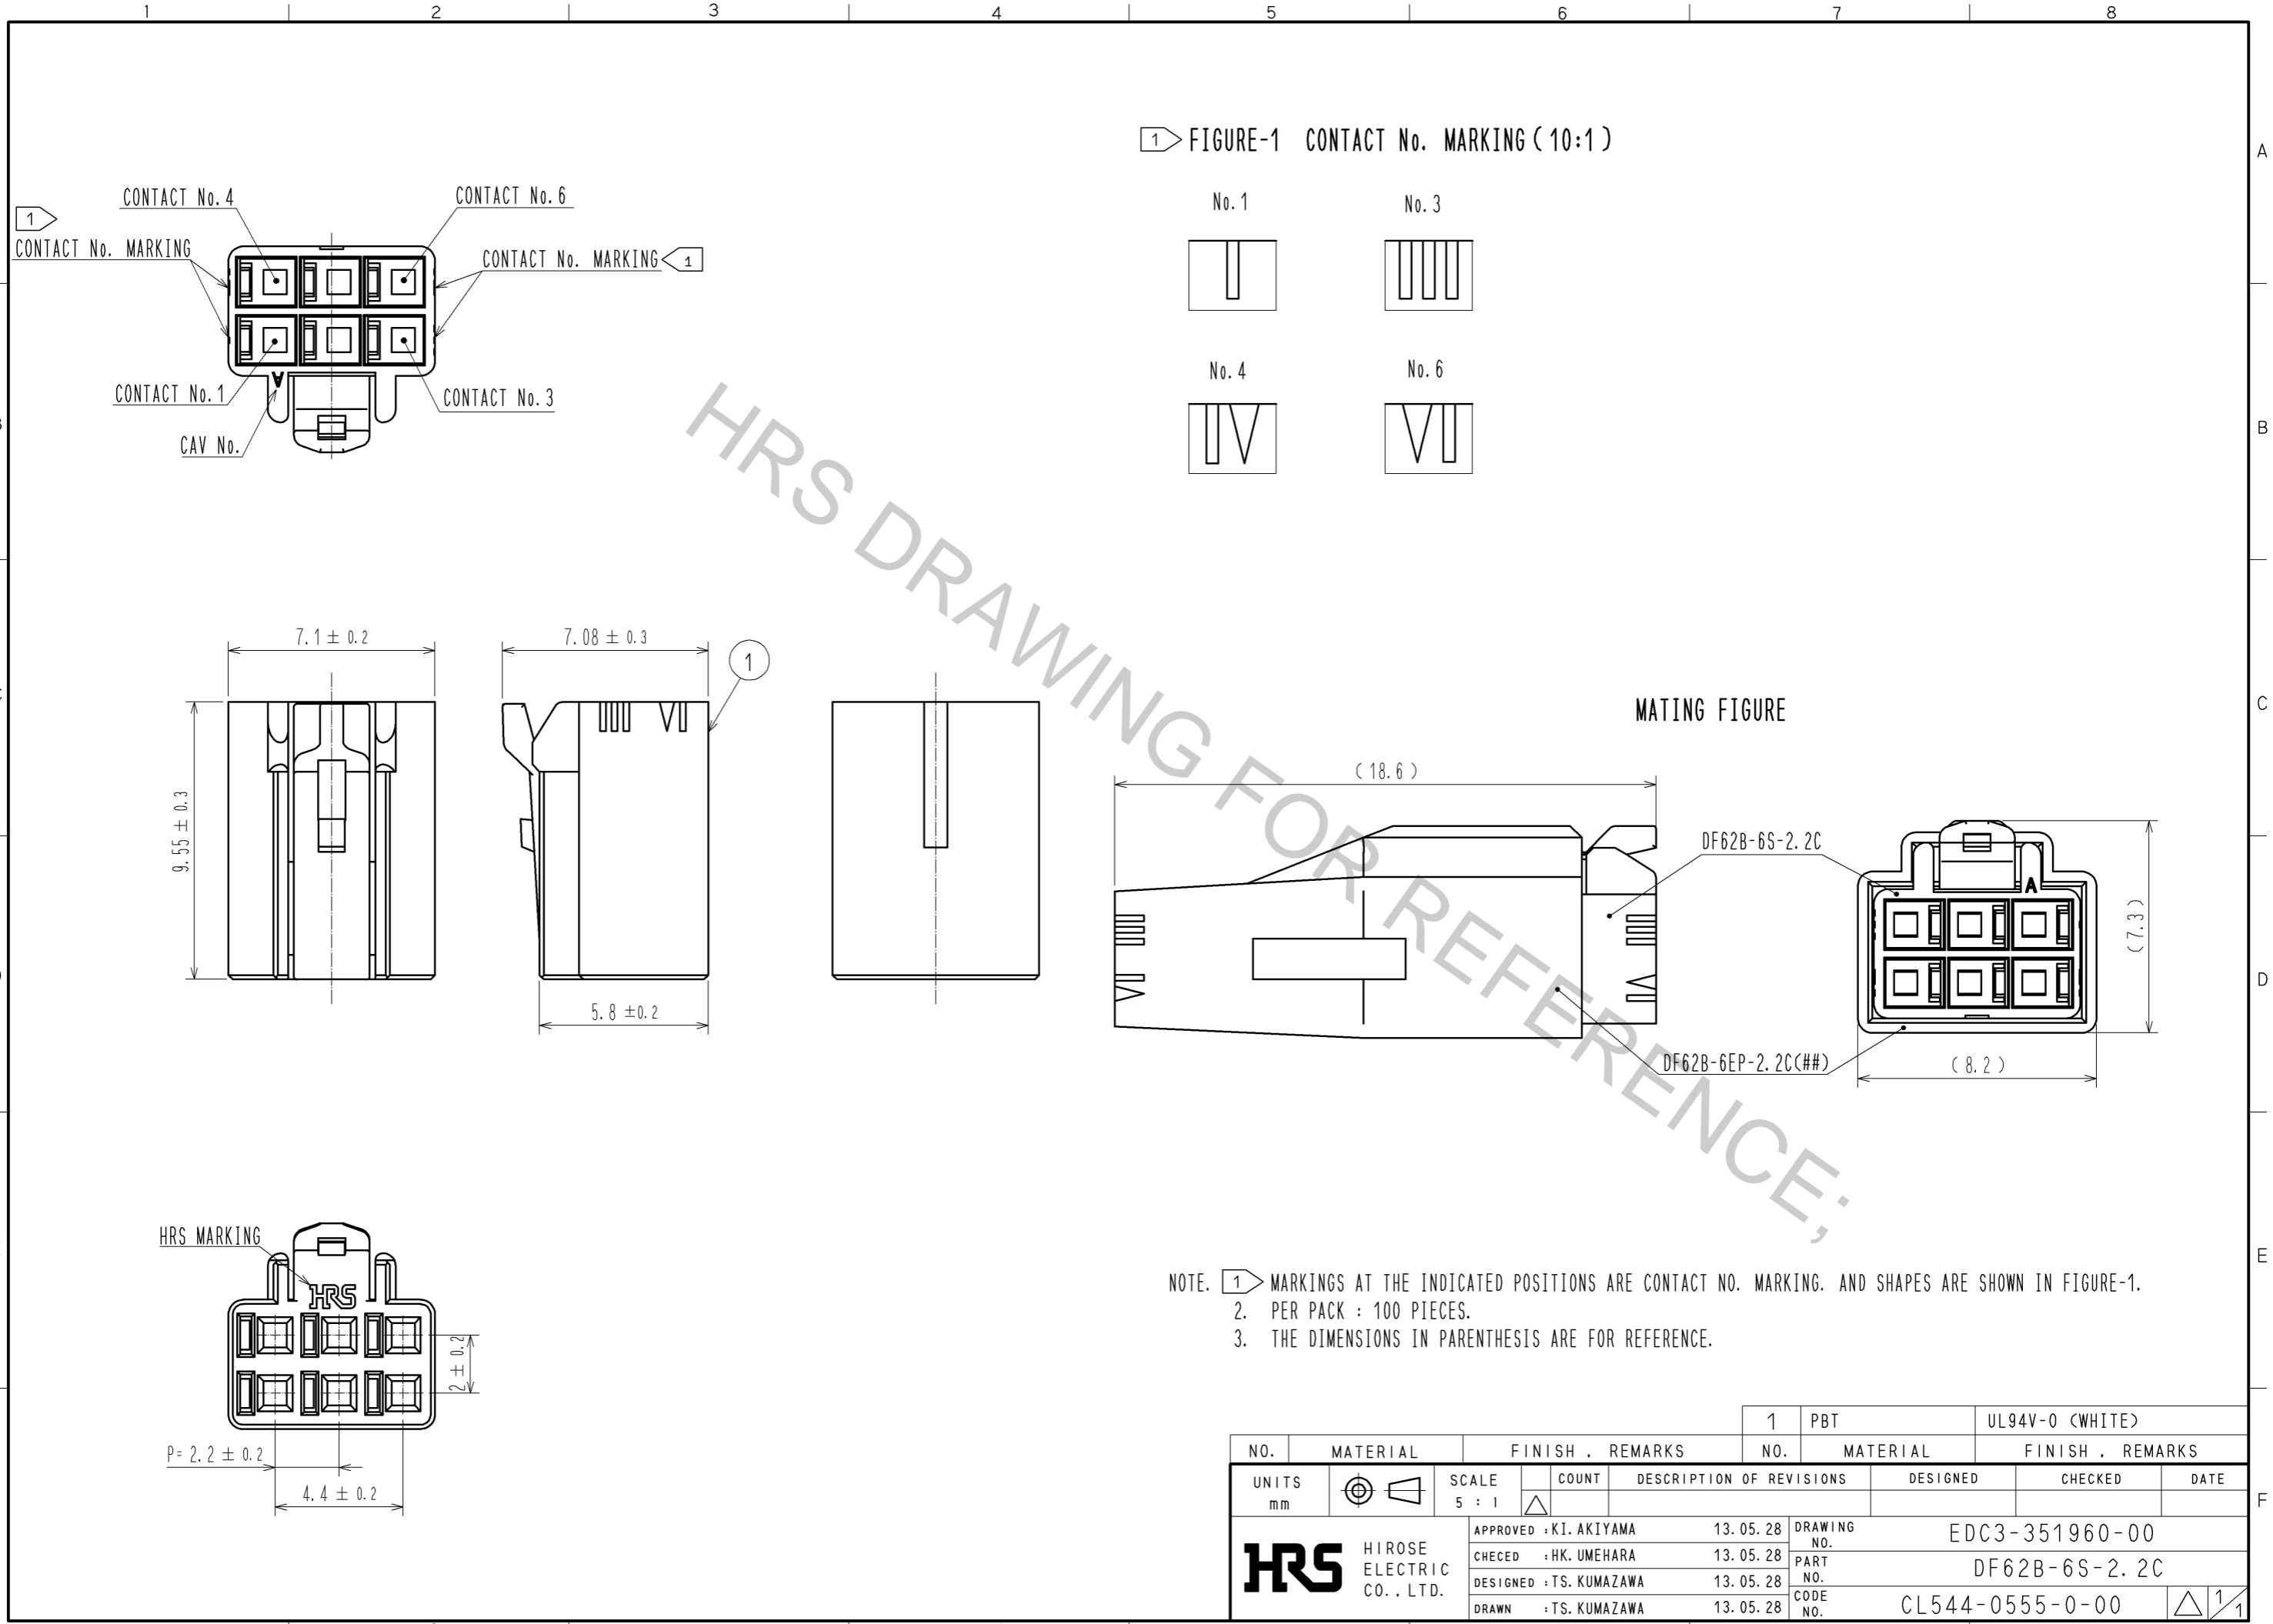 1 2 3 4 5 6 7 8
A
B
C
D
E
F
1 FIGURE-1 CONTACT No. MARKING (10:1)
No. 1
No. 3
No. 4
No. 6
CONTACT No. 4
CONTACT No. 6
1
CONTACT No. MARKING
CONTACT No. MARKING 1
A
CONTACT No. 1
CONTACT No. 3
CAV No.
HRS DRAWING FOR REFERENCE;
7.1 ± 0.2
7.08 ± 0.3
1
9.55 ± 0.3
5.8 ±0.2
MATING FIGURE
(18.6)
DF62B-6S-2.2C
A
(7.3)
DF62B-6EP-2.2C(##)
(8.2)
HRS MARKING
HRS
2 ± 0.2
P= 2.2 ± 0.2
4.4 ± 0.2
NOTE. 1 MARKINGS AT THE INDICATED POSITIONS ARE CONTACT NO. MARKING. AND SHAPES ARE SHOWN IN FIGURE-1.
2. PER PACK : 100 PIECES.
3. THE DIMENSIONS IN PARENTHESIS ARE FOR REFERENCE.
1 PBT UL94V-0 (WHITE)
NO. MATERIAL FINISH , REMARKS NO. MATERIAL FINISH , REMARKS
UNITS mm SCALE 5 : 1 COUNT DESCRIPTION OF REVISIONS DESIGNED CHECKED DATE
HRS HIROSE ELECTRIC CO., LTD.
APPROVED : KI. AKIYAMA 13. 05. 28
CHECED : HK. UMEHARA 13. 05. 28
DESIGNED : TS. KUMAZAWA 13. 05. 28
DRAWN : TS. KUMAZAWA 13. 05. 28
DRAWING NO. EDC3-351960-00
PART NO. DF62B-6S-2.2C
CODE NO. CL544-0555-0-00 1/1